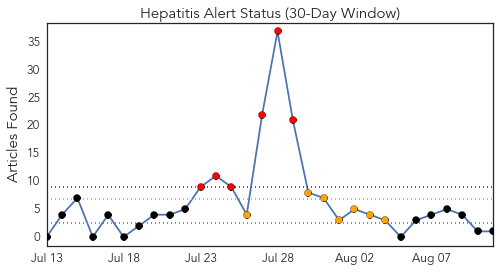 Hepatitis Alert Status (30-Day Window)
Articles Found
35
30
25
20
15
10
5
0
Jul 13 Jul 18 Jul 23 Jul 28 Aug 02 Aug 07